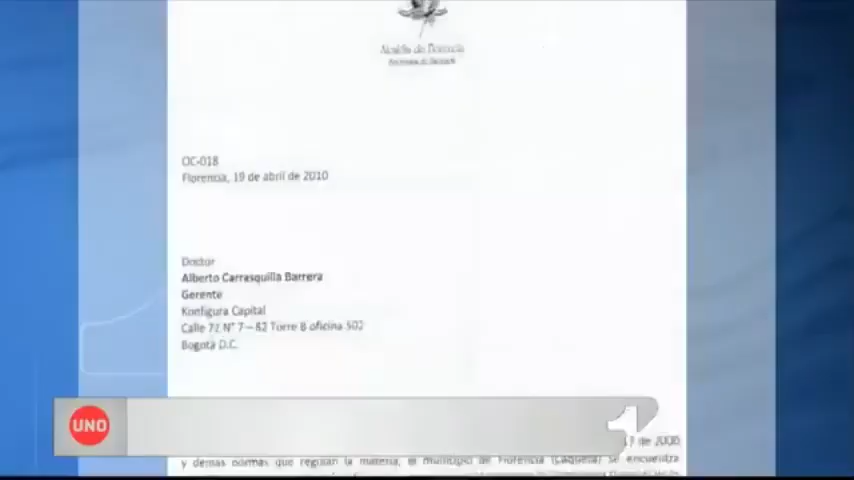 Alcaldía de Florencia
OC-018
Florencia, 19 de abril de 2010
Doctor
Alberto Carrasquilla Barrera
Gerente
Konfigura Capital
Calle 72 N° 7 – 82 Torre B oficina 502
Bogotá D.C.
UNO
1
de 2006
y demas normas que regulan la materia, el municipio de Florencia (Caquetá) se encuentra